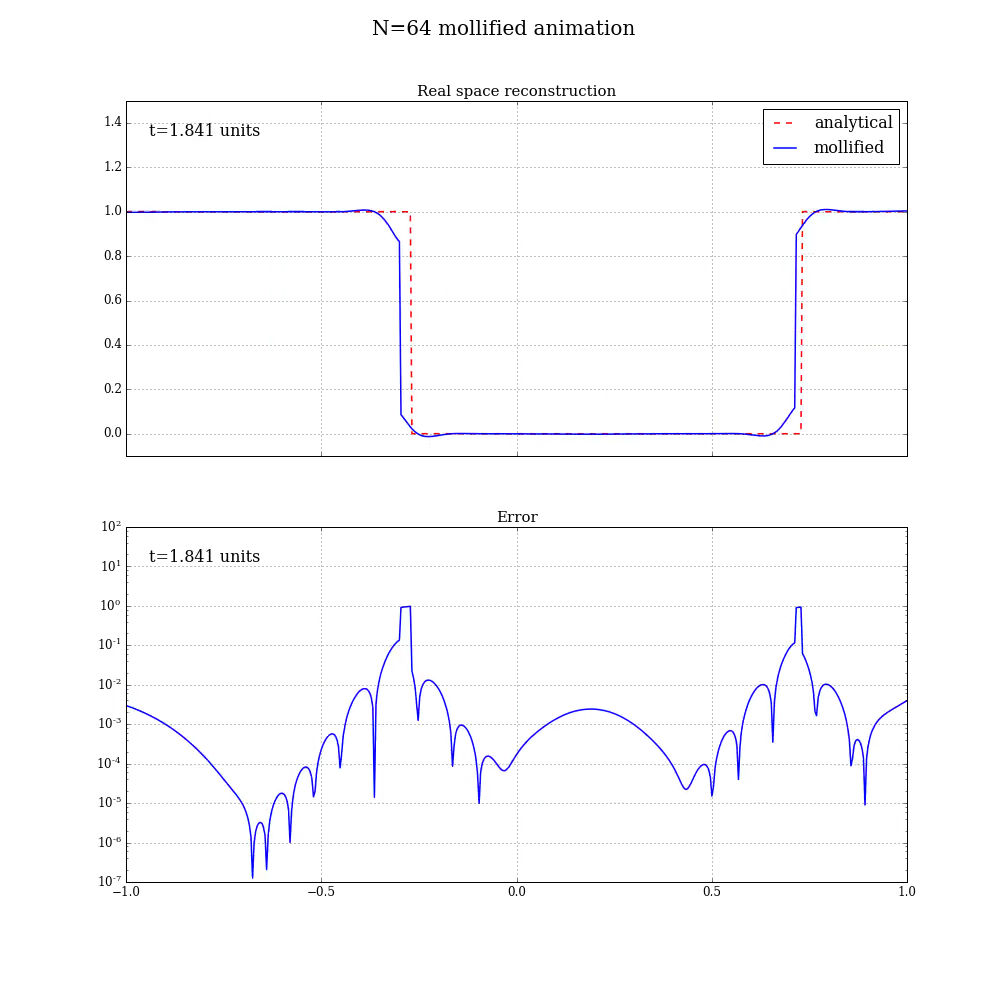 N=64 mollified animation
Real space reconstruction
t=1.841 units
analytical
mollified
1.4
1.2
1.0
0.8
0.6
0.4
0.2
0.0
Error
t=1.841 units
10²
10¹
10⁰
10⁻¹
10⁻²
10⁻³
10⁻⁴
10⁻⁵
10⁻⁶
10⁻⁷
−1.0 −0.5 0.0 0.5 1.0